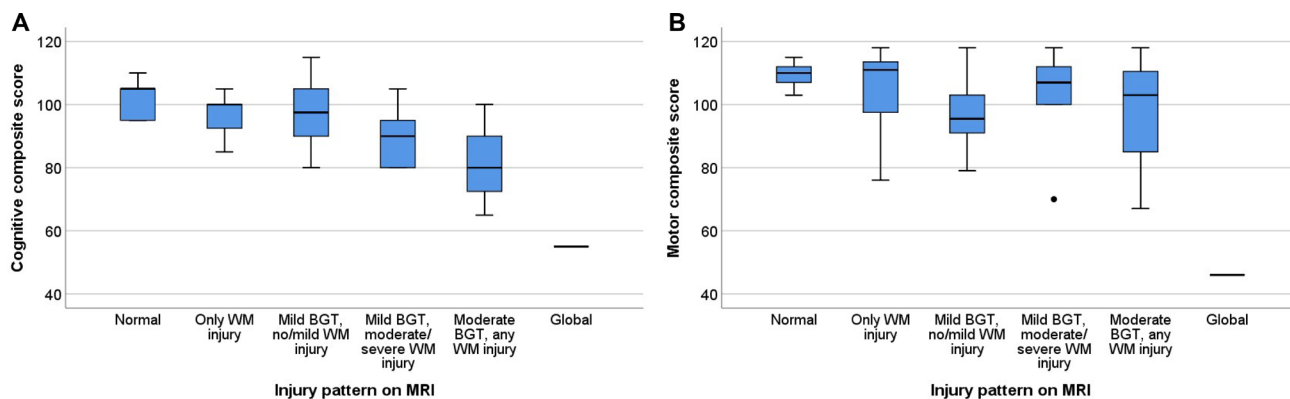 A
Cognitive composite score
120
100
80
60
40
Normal
Only WM
injury
Mild BGT,
no/mild WM
injury
Mild BGT,
moderate/
severe WM
injury
Moderate
BGT, any
WM injury
Global
Injury pattern on MRI
B
Motor composite score
120
100
80
60
40
Normal
Only WM
injury
Mild BGT,
no/mild WM
injury
Mild BGT,
moderate/
severe WM
injury
Moderate
BGT, any
WM injury
Global
Injury pattern on MRI